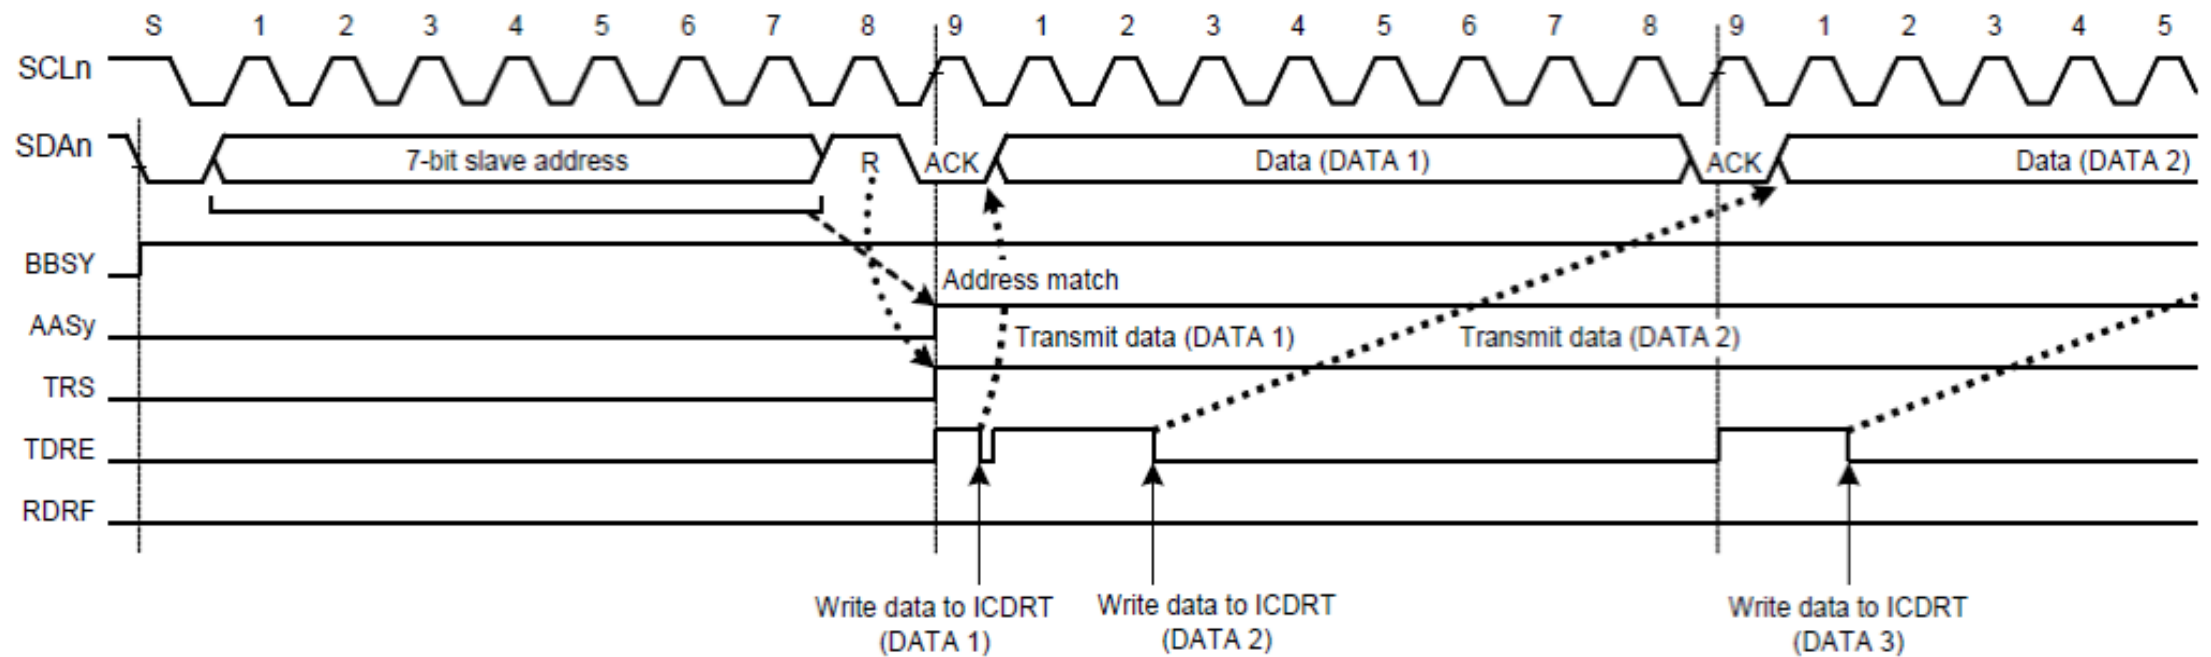 S 1 2 3 4 5 6 7 8 9 1 2 3 4 5 6 7 8 9 1 2 3 4 5
SCLn
SDAn 7-bit slave address R ACK Data (DATA 1) ACK Data (DATA 2)
BBSY
Address match
AASy
Transmit data (DATA 1) Transmit data (DATA 2)
TRS
TDRE
RDRF
Write data to ICDRT Write data to ICDRT Write data to ICDRT
(DATA 1) (DATA 2) (DATA 3)